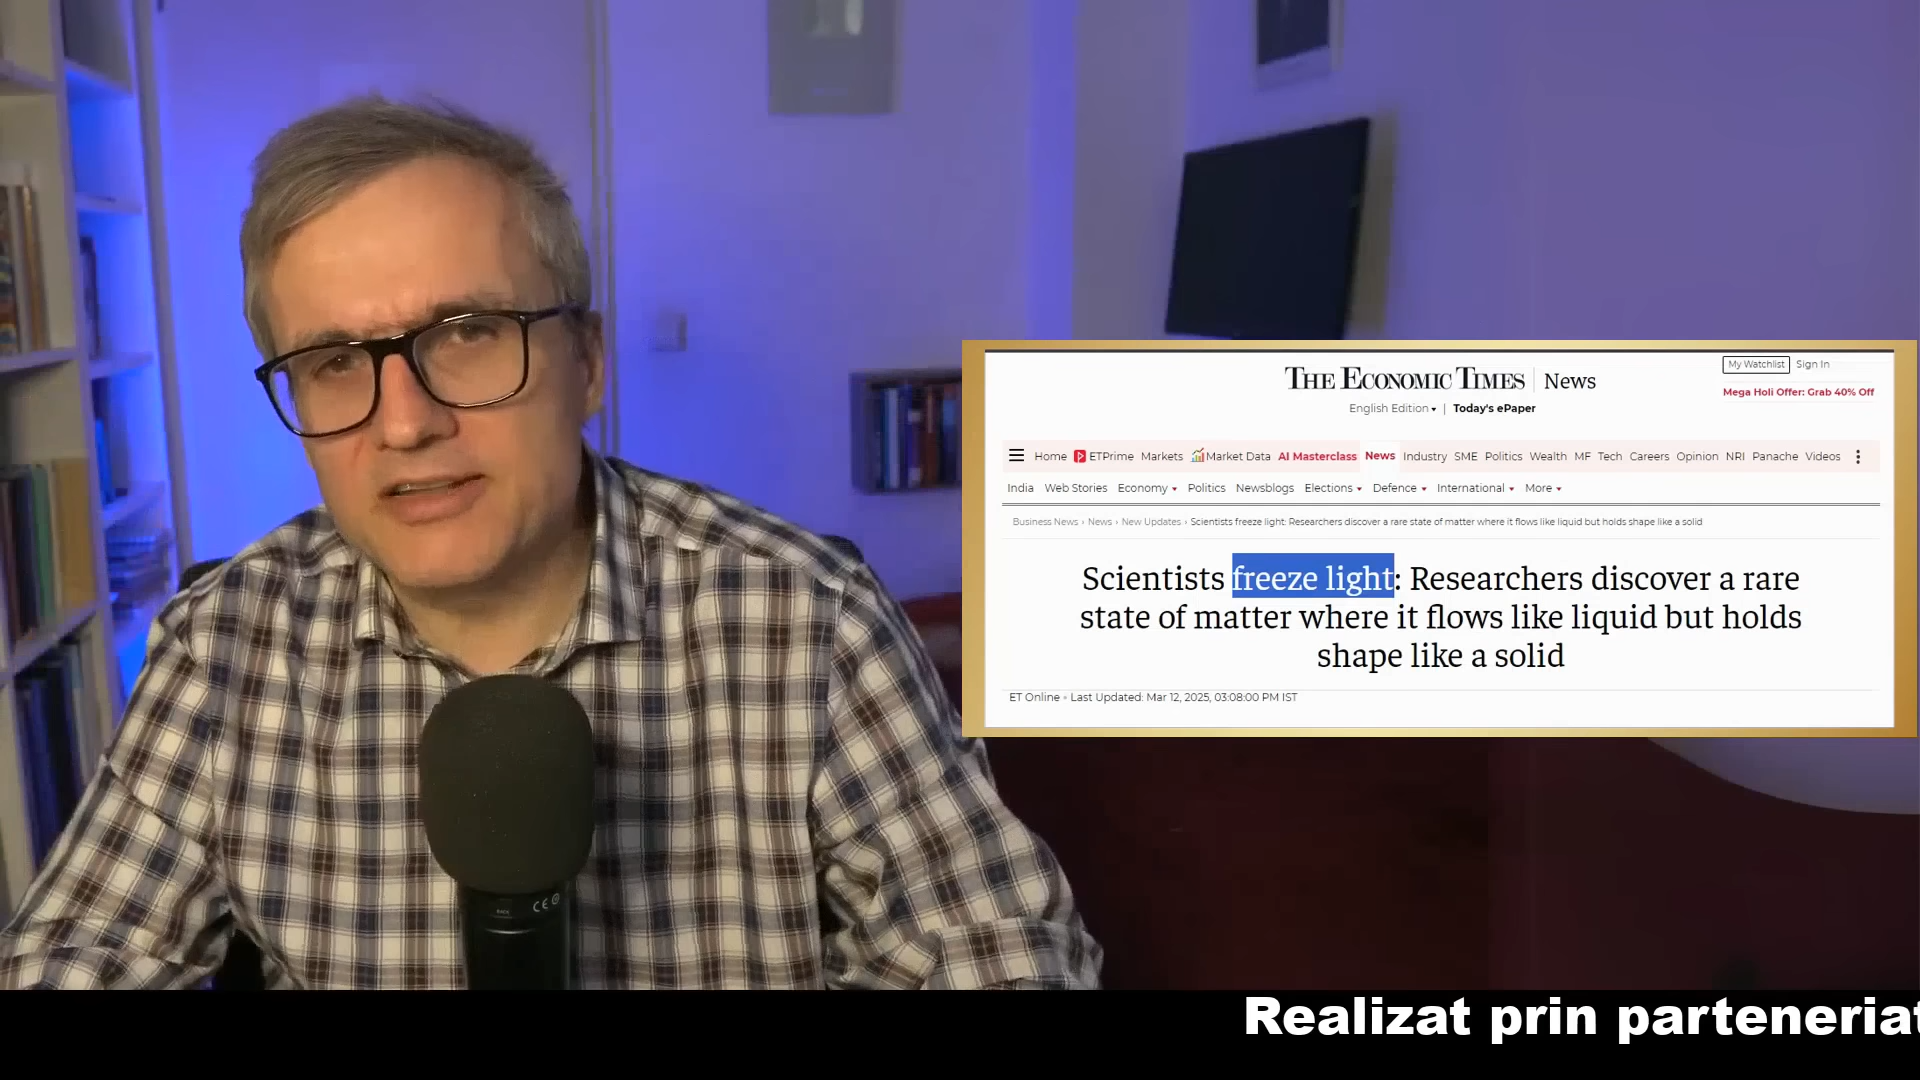 THE ECONOMIC TIMES | News
My Watchlist Sign In
Mega Holi Offer: Grab 40% Off
English Edition | Today's ePaper
Home ETPrime Markets Market Data AI Masterclass News Industry SME Politics Wealth MF Tech Careers Opinion NRI Panache Videos
India Web Stories Economy Politics Newsblogs Elections Defence International More
Business News › News › New Updates › Scientists freeze light: Researchers discover a rare state of matter where it flows like liquid but holds shape like a solid
Scientists freeze light: Researchers discover a rare
state of matter where it flows like liquid but holds
shape like a solid
ET Online • Last Updated: Mar 12, 2025, 03:08:00 PM IST
CE
Realizat prin parteneriat